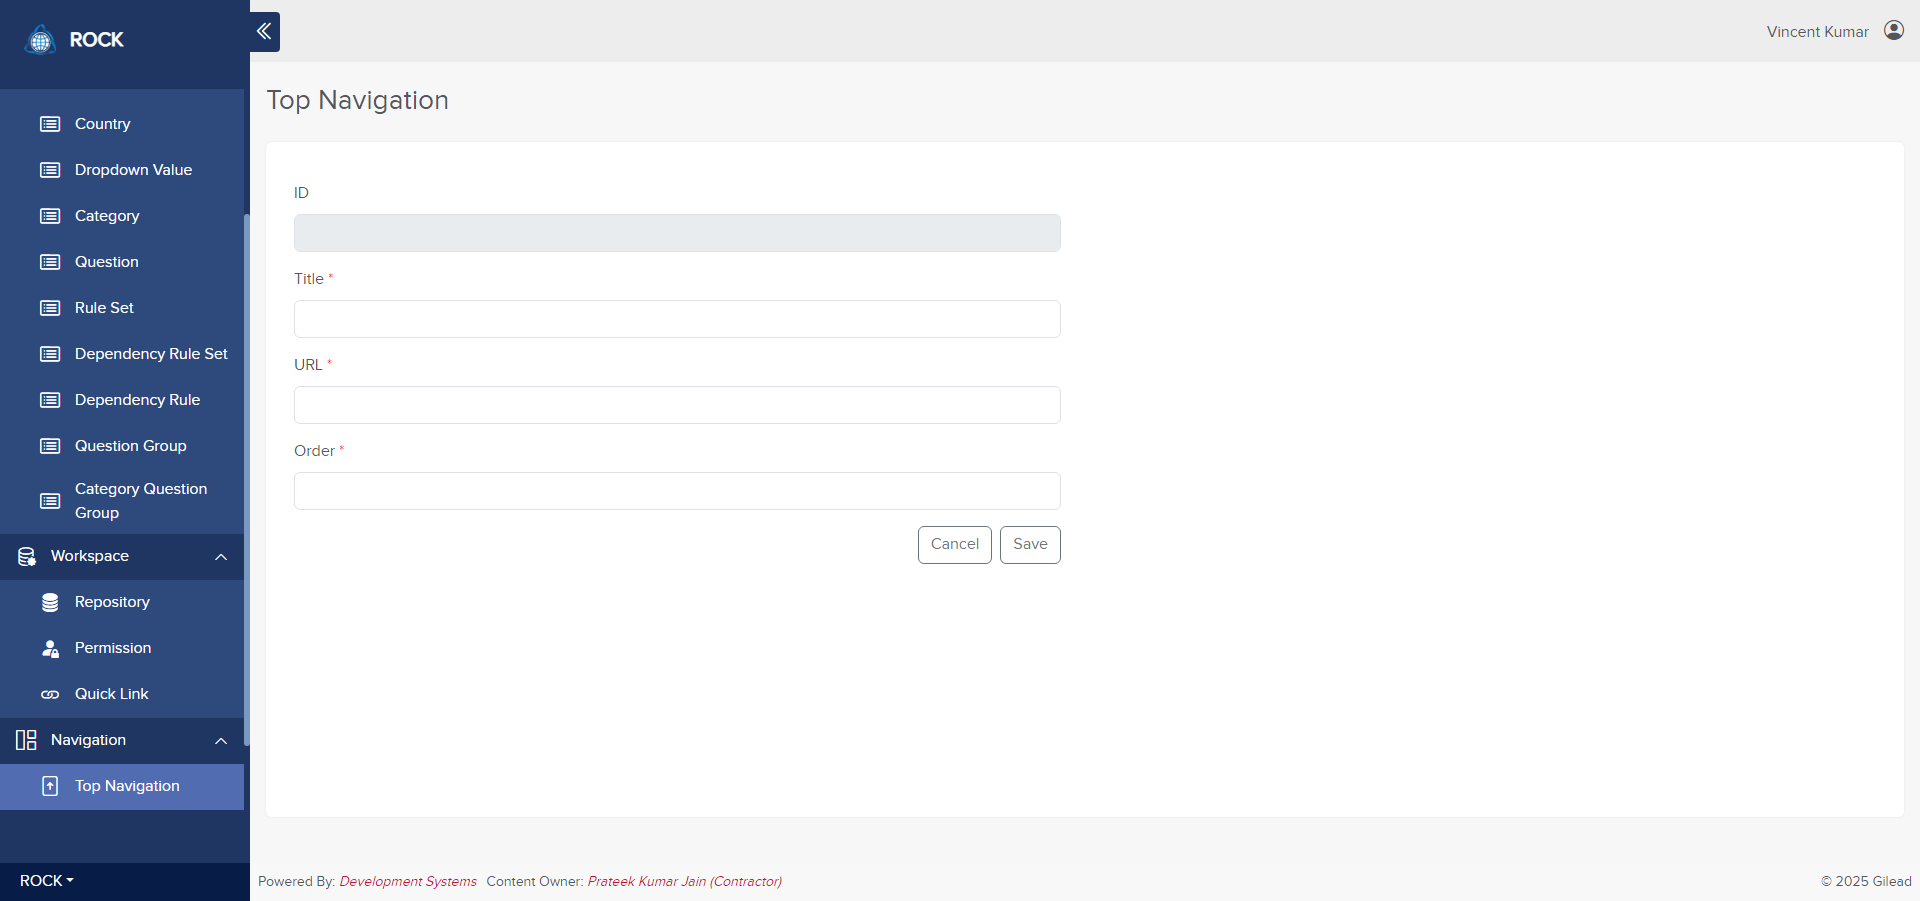 ROCK
Vincent Kumar
Country
Dropdown Value
Category
Question
Rule Set
Dependency Rule Set
Dependency Rule
Question Group
Category Question
Group
Workspace
Repository
Permission
Quick Link
Navigation
Top Navigation
ROCK
Top Navigation
ID
Title *
URL *
Order *
Cancel
Save
Powered By: Development Systems Content Owner: Prateek Kumar Jain (Contractor)
© 2025 Gilead